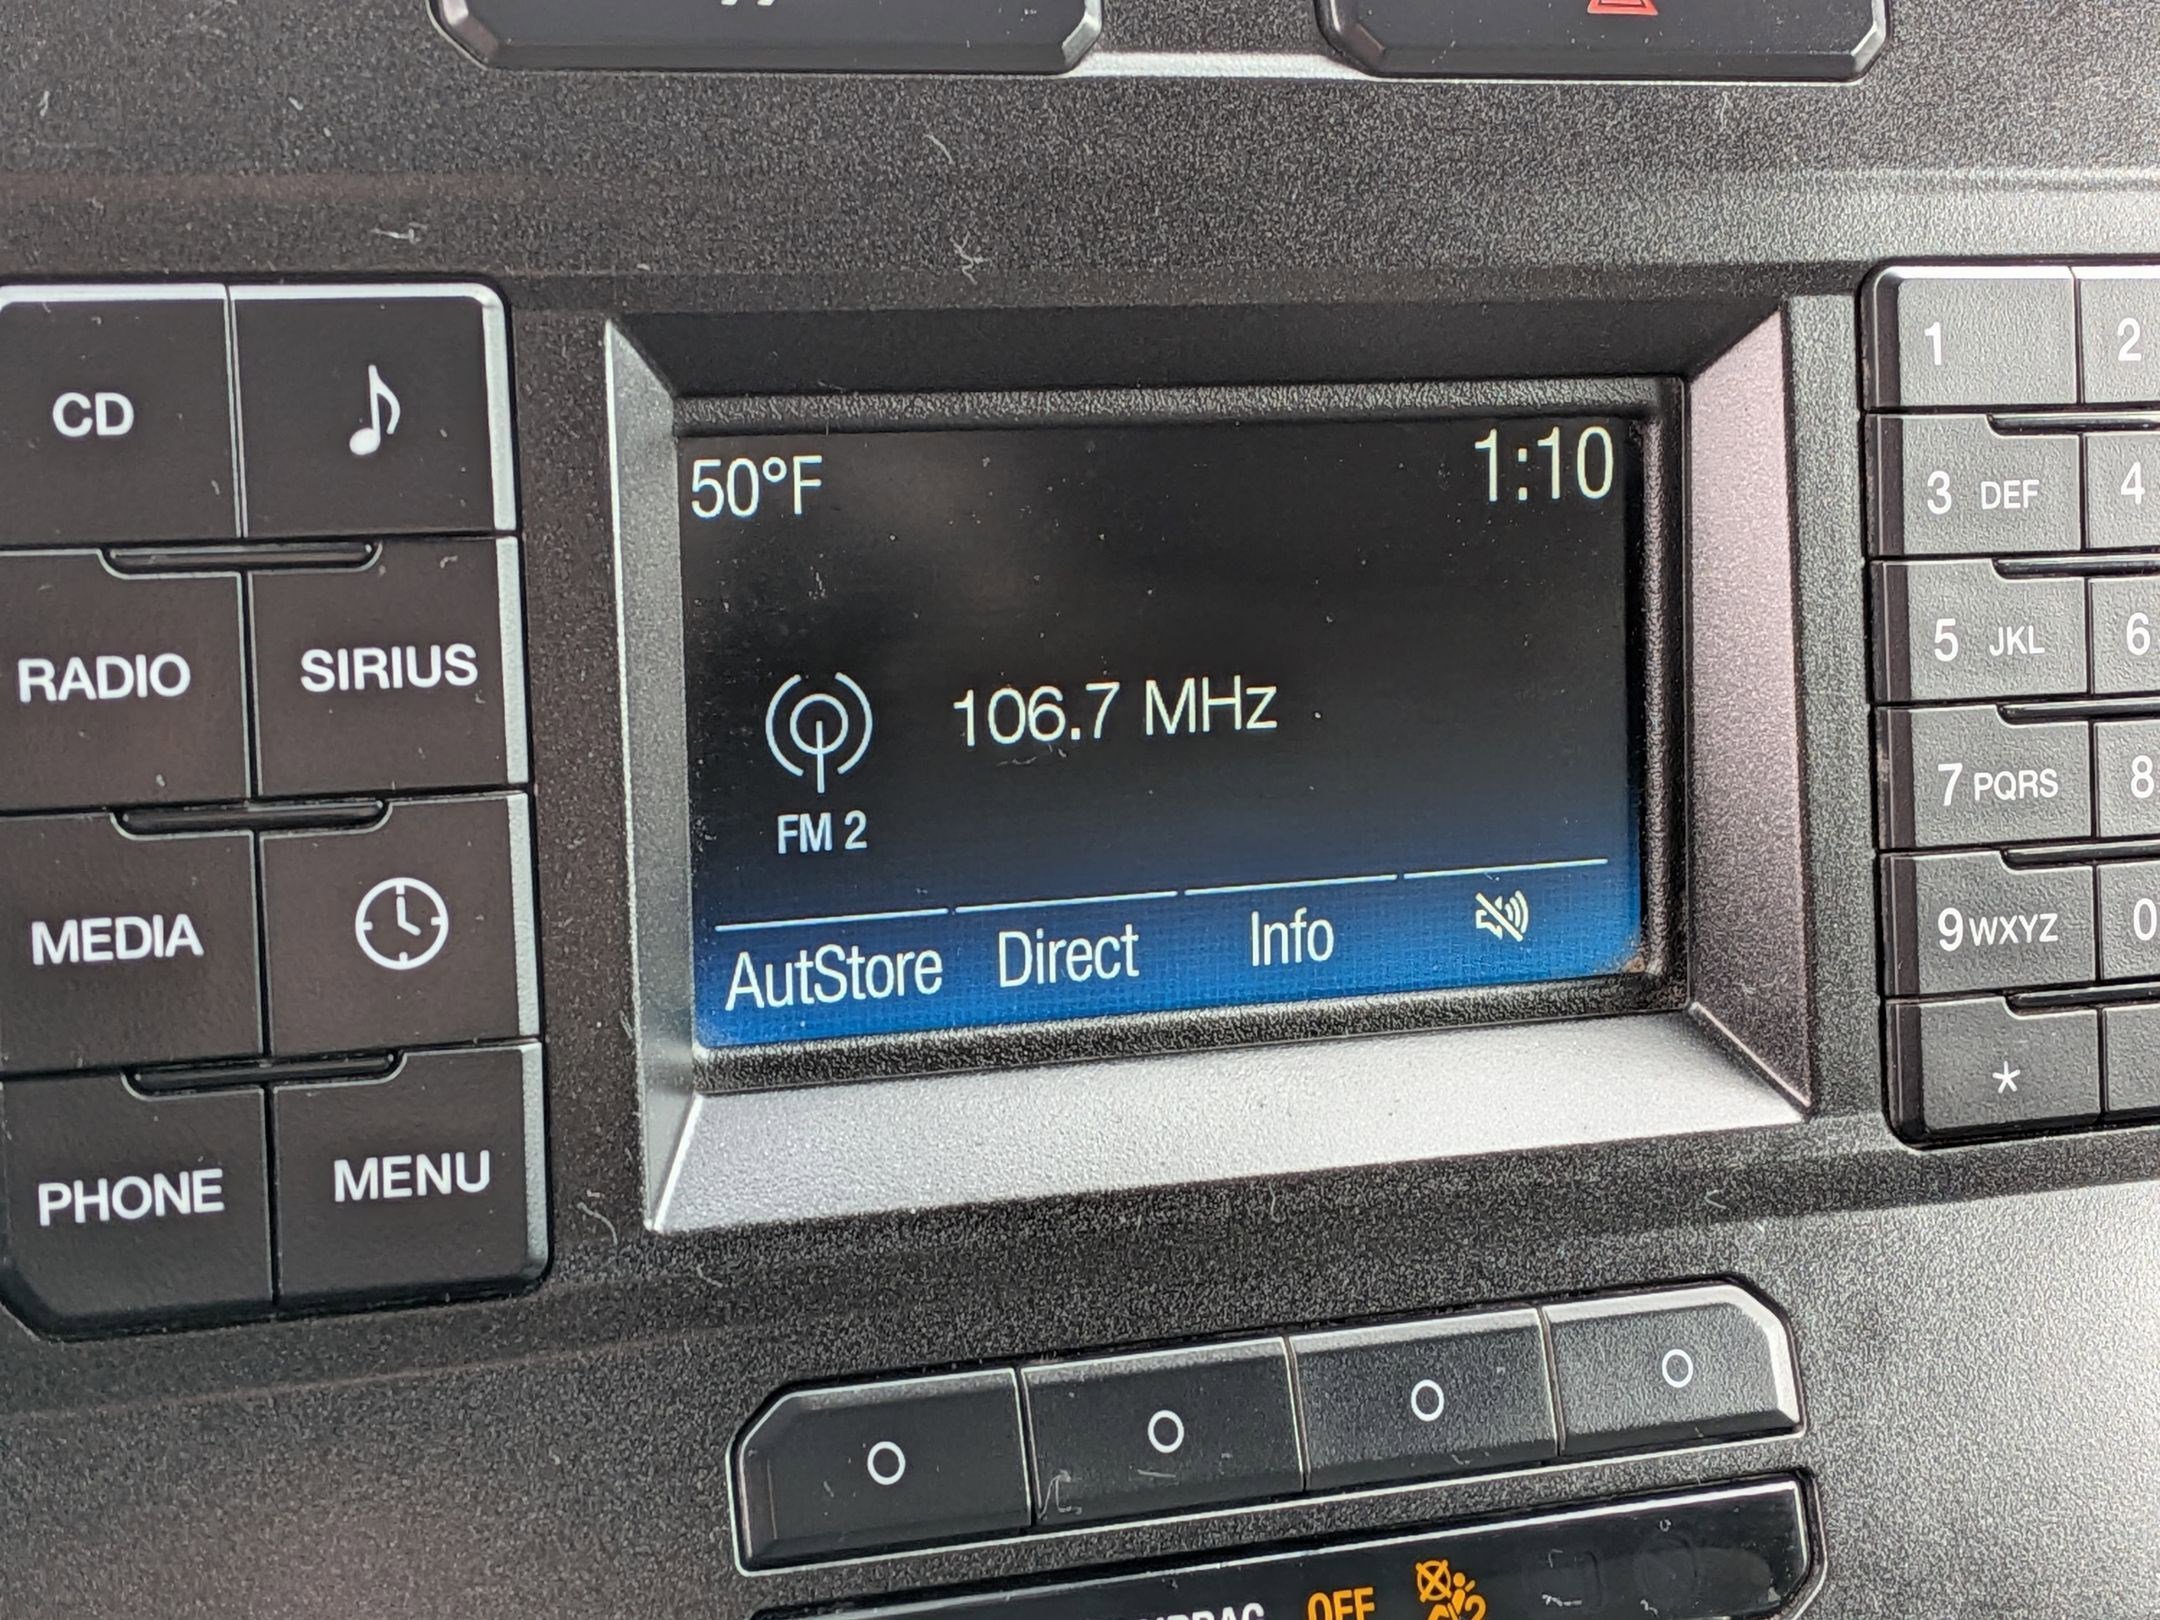 CD
RADIO
SIRIUS
MEDIA
PHONE
MENU
50°F
1:10
106.7 MHz
FM 2
AutStore
Direct
Info
1
2
3 DEF
4
5 JKL
6
7 PQRS
8
9 WXYZ
0
*
OFF
2